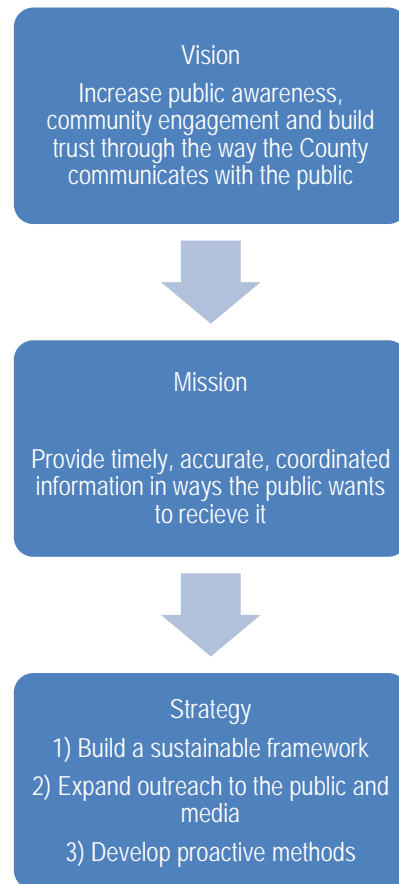 Vision
Increase public awareness,
community engagement and build
trust through the way the County
communicates with the public
Mission
Provide timely, accurate, coordinated
information in ways the public wants
to recieve it
Strategy
1) Build a sustainable framework
2) Expand outreach to the public and
media
3) Develop proactive methods